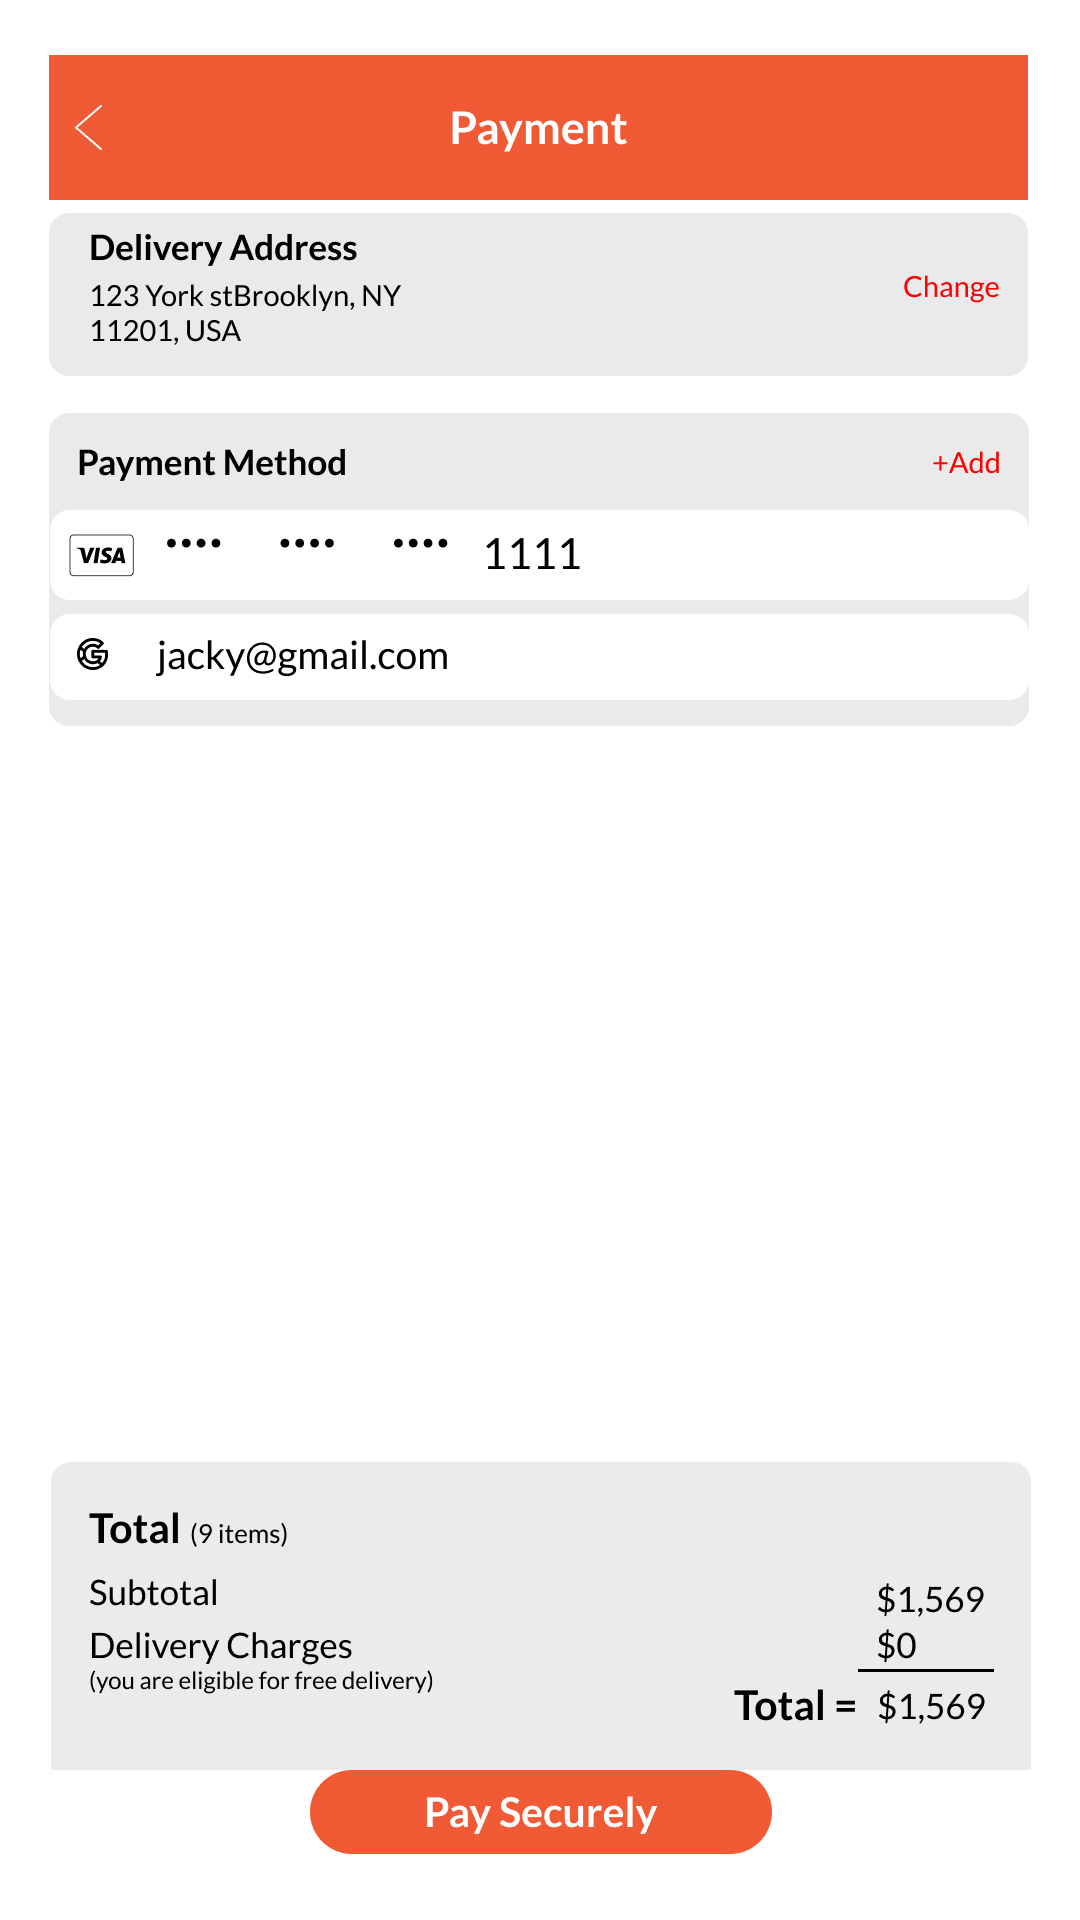 Payment
Delivery Address
123 York stBrooklyn, NY
11201, USA
Change
Payment Method
+Add
VISA •••• •••• •••• 1111
G jacky@gmail.com
Total (9 items)
Subtotal $1,569
Delivery Charges $0
(you are eligible for free delivery)
Total = $1,569
Pay Securely